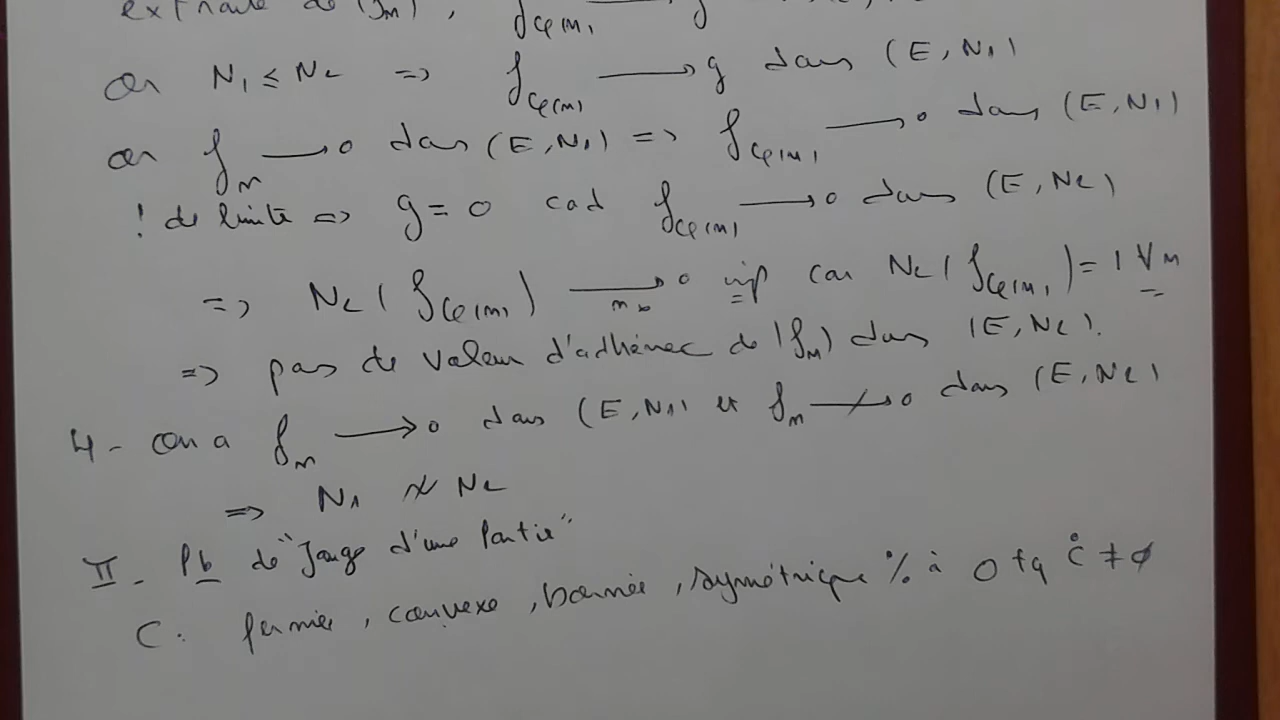 extraite de (fn),   fφ(n)   g
or N1 ≤ N2 => fφ(n) ⟶ g dans (E, N1)
or fn ⟶ 0 dans (E, N1) => fφ(n) ⟶ 0 dans (E, N1)
! de limite => g = 0 cad fφ(n) ⟶ 0 dans (E, N2)
=> N2(fφ(n)) ⟶ 0 n∞ imp car N2(fφ(n)) = 1 ∀n
=> pas de valeur d'adhérence de (fn) dans (E, N2).
4- on a fn ⟶ 0 dans (E, N1) et fn ⟶̸ 0 dans (E, N2)
=> N1 ≁ N2
II - Pb de "Jauge d'une Partie"
C: fermée, convexe, bornée, symétrique % à 0 tq C̊ ≠ ∅